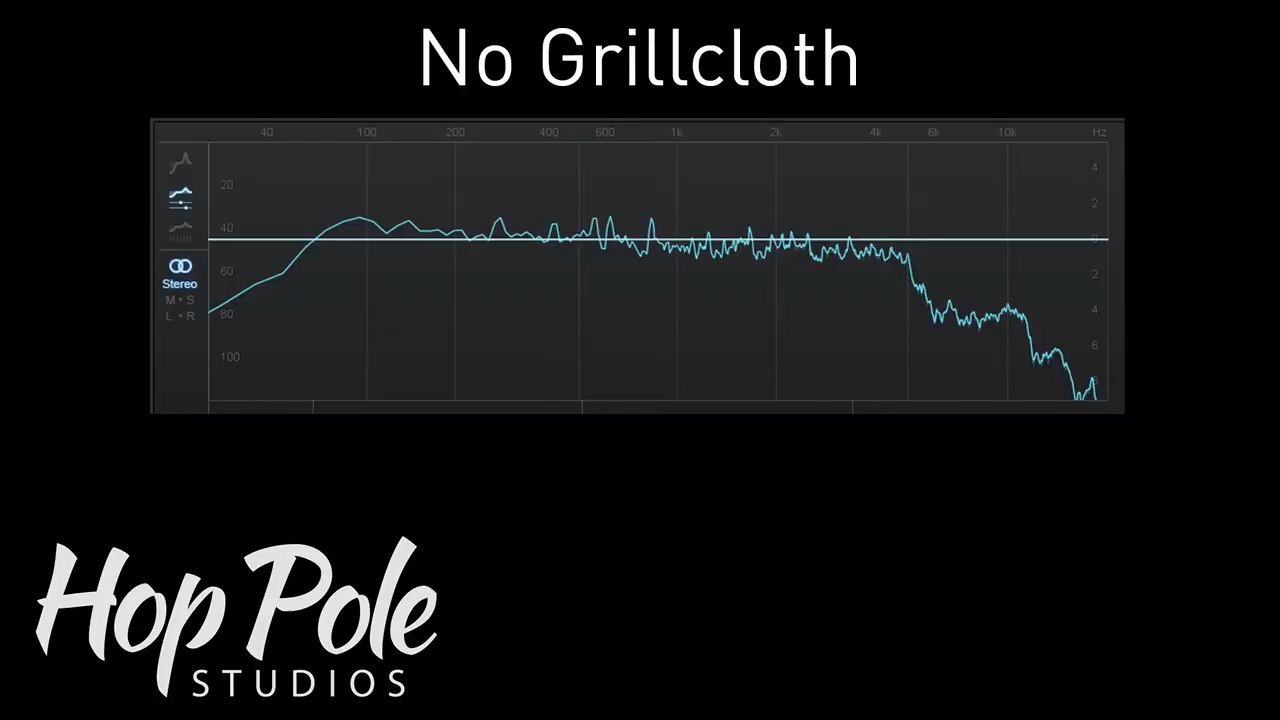 No Grillcloth
40 100 200 400 600 1k 2k 4k 6k 10k Hz
20 4
40 2
0
60 2
Stereo
M • S
L • R
80 4
100 6
8
Hop Pole
STUDIOS